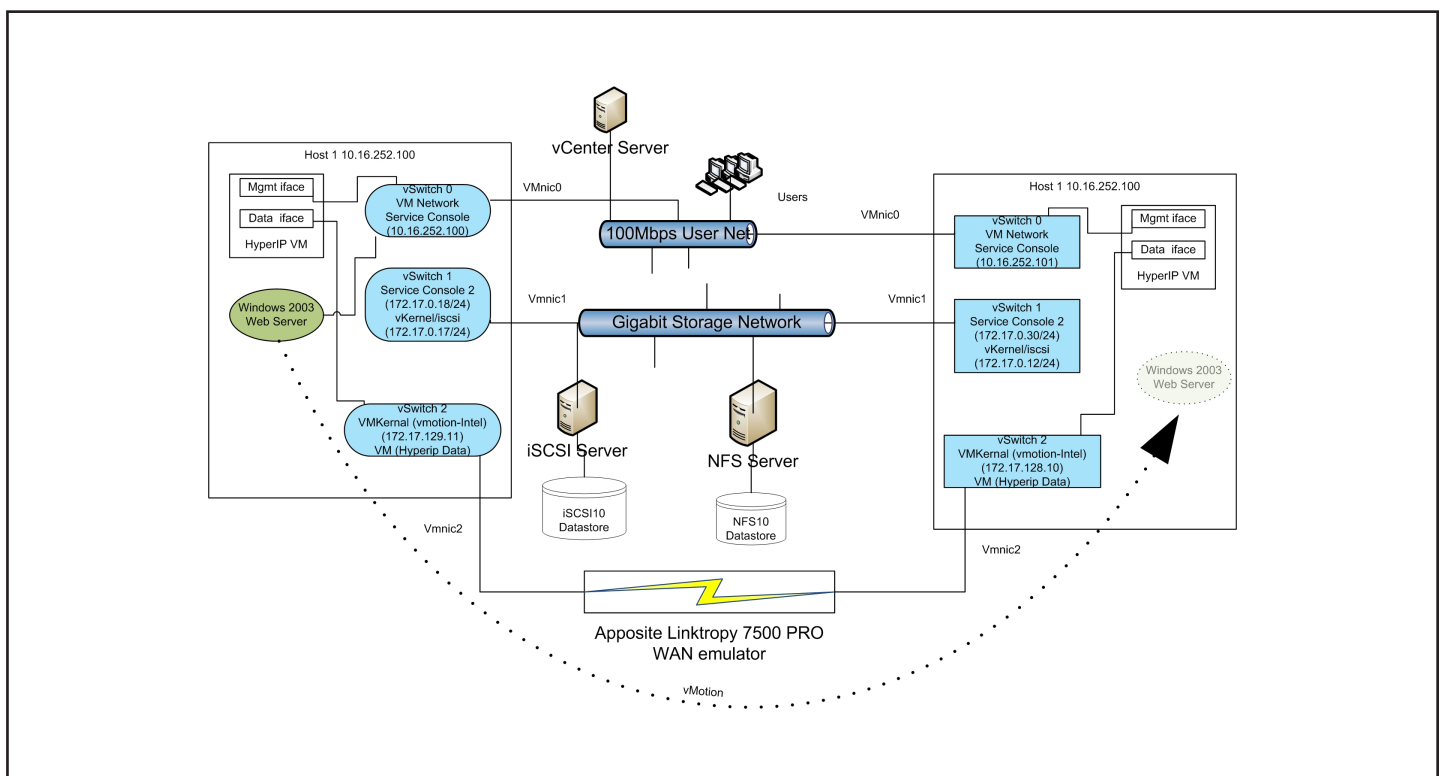 vCenter Server
Users
Host 1 10.16.252.100
Mgmt iface
Data iface
HyperIP VM
vSwitch 0
VM Network
Service Console
(10.16.252.100)
VMnic0
vSwitch 1
Service Console 2
(172.17.0.18/24)
vKernel/iscsi
(172.17.0.17/24)
Vmnic1
Windows 2003
Web Server
vSwitch 2
VMKernal (vmotion-Intel)
(172.17.129.11)
VM (Hyperip Data)
Vmnic2
100Mbps User Net
Gigabit Storage Network
iSCSI Server
iSCSI10
Datastore
NFS Server
NFS10
Datastore
VMnic0
Vmnic1
Host 1 10.16.252.100
vSwitch 0
VM Network
Service Console
(10.16.252.101)
Mgmt iface
Data iface
HyperIP VM
vSwitch 1
Service Console 2
(172.17.0.30/24)
vKernel/iscsi
(172.17.0.12/24)
Windows 2003
Web Server
vSwitch 2
VMKernal (vmotion-Intel)
(172.17.128.10)
VM (Hyperip Data)
Vmnic2
Apposite Linktropy 7500 PRO
WAN emulator
vMotion